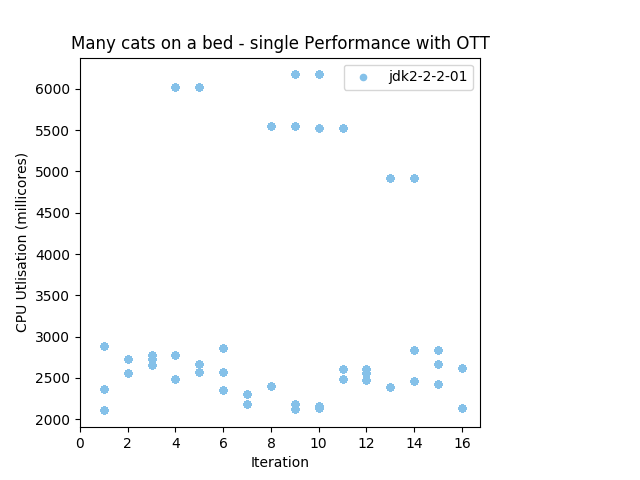 Many cats on a bed - single Performance with OTT
jdk2-2-2-01
CPU Utlisation (millicores)
6000
5500
5000
4500
4000
3500
3000
2500
2000
0 2 4 6 8 10 12 14 16
Iteration